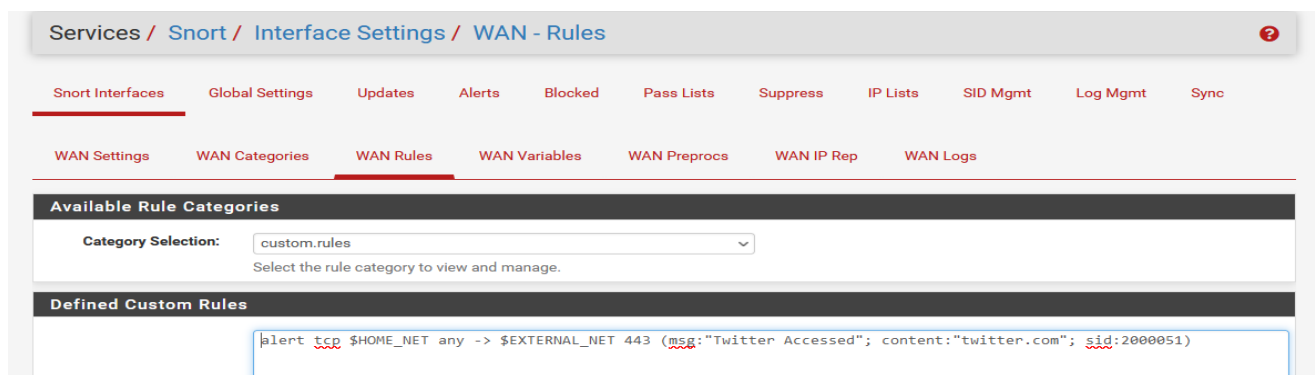 Services / Snort / Interface Settings / WAN - Rules
Snort Interfaces Global Settings Updates Alerts Blocked Pass Lists Suppress IP Lists SID Mgmt Log Mgmt Sync
WAN Settings WAN Categories WAN Rules WAN Variables WAN Preprocs WAN IP Rep WAN Logs
Available Rule Categories
Category Selection: custom.rules
Select the rule category to view and manage.
Defined Custom Rules
alert tcp $HOME_NET any -> $EXTERNAL_NET 443 (msg:"Twitter Accessed"; content:"twitter.com"; sid:2000051)